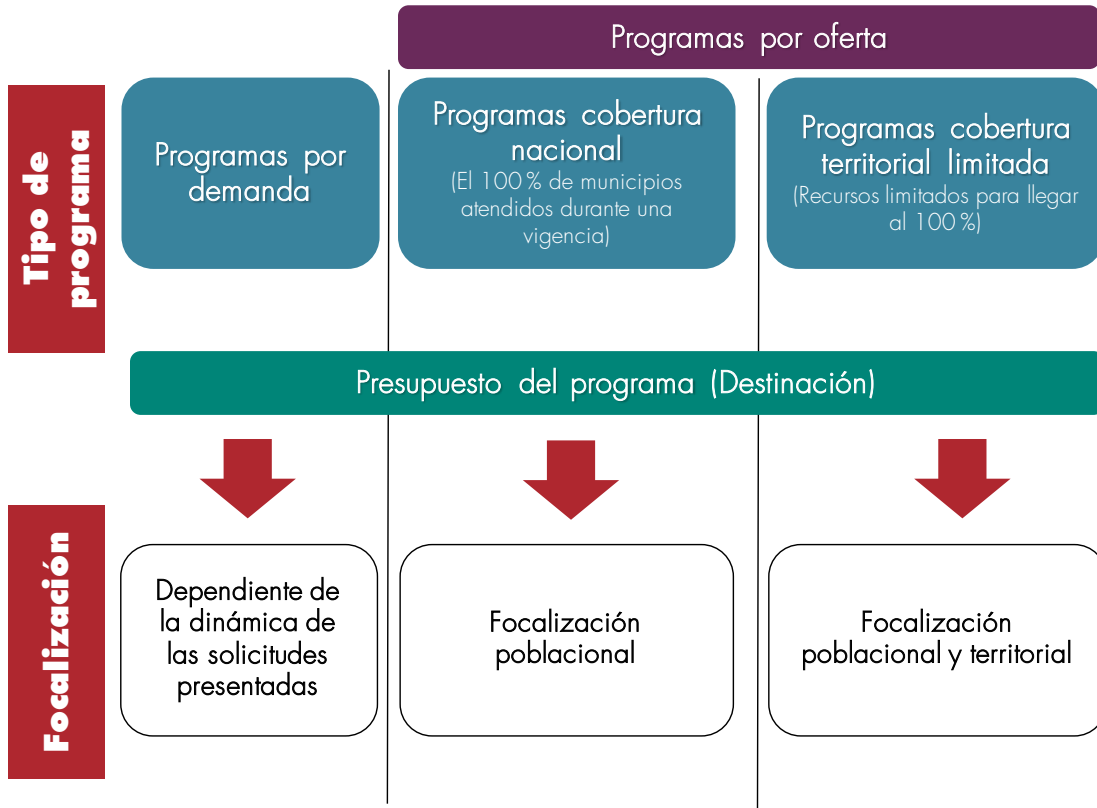 Programas por oferta
Tipo de
programa
Programas por
demanda
Programas cobertura
nacional
(El 100 % de municipios
atendidos durante una
vigencia)
Programas cobertura
territorial limitada
(Recursos limitados para llegar
al 100 %)
Presupuesto del programa (Destinación)
Focalización
Dependiente de
la dinámica de
las solicitudes
presentadas
Focalización
poblacional
Focalización
poblacional y territorial